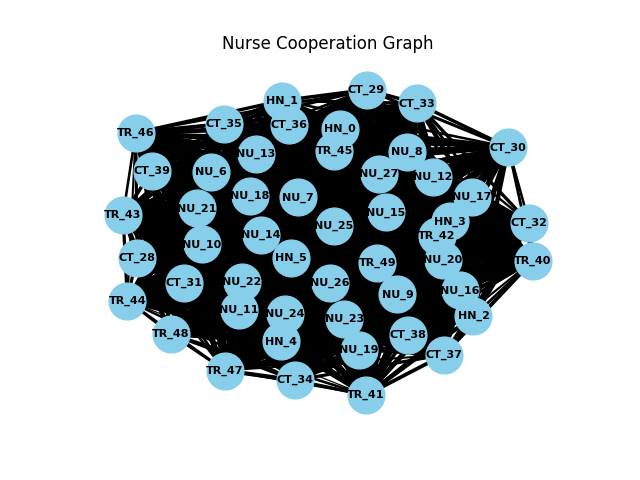 Nurse Cooperation Graph
CT_29
HN_1
CT_33
CT_35
CT_36
HN_0
TR_46
CT_30
TR_45
NU_8
NU_13
CT_39
NU_6
NU_27
NU_12
NU_18
NU_7
NU_17
NU_21
NU_15
TR_43
HN_3
CT_32
NU_25
NU_14
TR_42
NU_10
CT_28
HN_5
NU_20
TR_40
TR_49
CT_31
NU_22
NU_26
NU_16
NU_9
TR_44
NU_11
NU_24
HN_2
NU_23
TR_48
CT_38
HN_4
NU_19
CT_37
TR_47
CT_34
TR_41